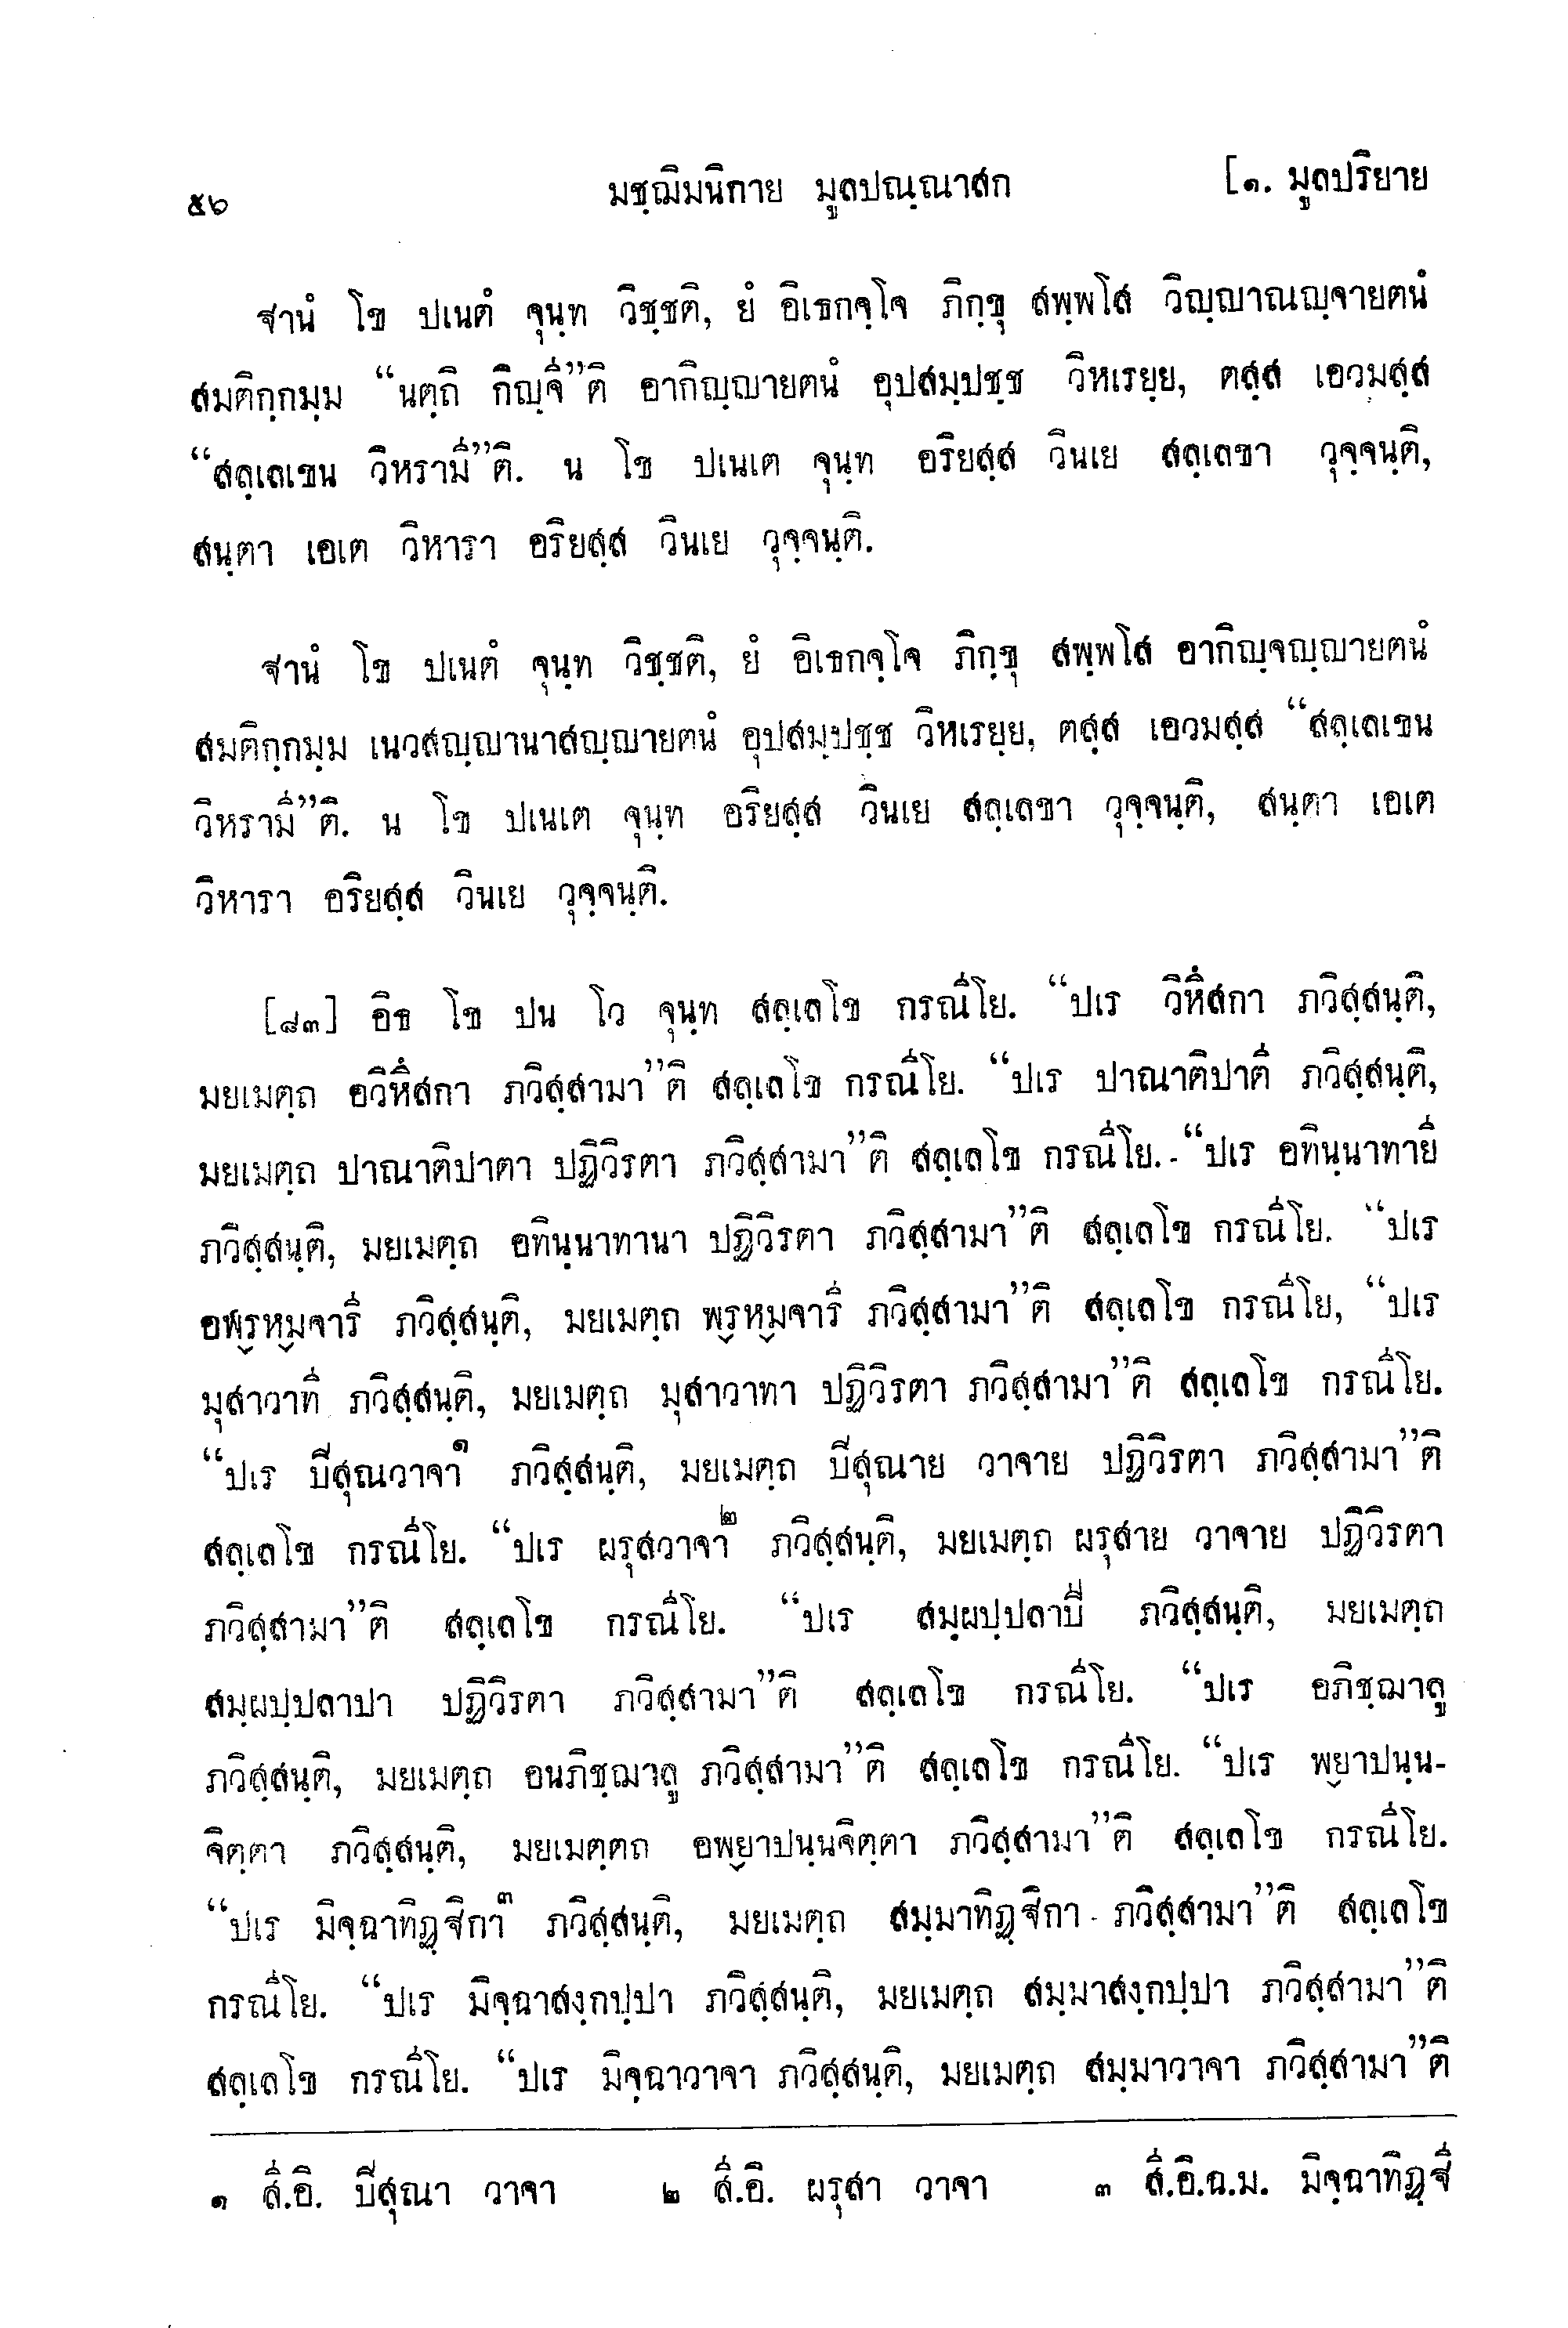 ๕๖ มชฺฌิมนิกาย มูลปณฺณาสก [๑. มูลปริยาย
ฐานํ โข ปเนตํ จุนฺท วิชฺชติ, ยํ อิเธกจฺโจ ภิกฺขุ สพฺพโส วิญฺญาณญฺจายตนํ
สมติกฺกมฺม “นตฺถิ กิญฺจี”ติ อากิญฺญายตนํ อุปสมฺปชฺช วิหเรยฺย, ตสฺส เอวมสฺส
“สลฺเลเขน วิหรามี”ติ. น โข ปเนเต จุนฺท อริยสฺส วินเย สลฺเลขา วุจฺจนฺติ,
สนฺตา เอเต วิหารา อริยสฺส วินเย วุจฺจนฺติ.
ฐานํ โข ปเนตํ จุนฺท วิชฺชติ, ยํ อิเธกจฺโจ ภิกฺขุ สพฺพโส อากิญฺจญฺญายตนํ
สมติกฺกมฺม เนวสญฺญานาสญฺญายตนํ อุปสมฺปชฺช วิหเรยฺย, ตสฺส เอวมสฺส “สลฺเลเขน
วิหรามี”ติ. น โข ปเนเต จุนฺท อริยสฺส วินเย สลฺเลขา วุจฺจนฺติ, สนฺตา เอเต
วิหารา อริยสฺส วินเย วุจฺจนฺติ.
[๘๓] อิธ โข ปน โว จุนฺท สลฺเลโข กรณีโย. “ปเร วิหึสกา ภวิสฺสนฺติ,
มยเมตฺถ อวิหึสกา ภวิสฺสามา”ติ สลฺเลโข กรณีโย. “ปเร ปาณาติปาตี ภวิสฺสนฺติ,
มยเมตฺถ ปาณาติปาตา ปฏิวิรตา ภวิสฺสามา”ติ สลฺเลโข กรณีโย. “ปเร อทินฺนาทายี
ภวิสฺสนฺติ, มยเมตฺถ อทินฺนาทานา ปฏิวิรตา ภวิสฺสามา”ติ สลฺเลโข กรณีโย. “ปเร
อพฺรหฺมจารี ภวิสฺสนฺติ, มยเมตฺถ พฺรหฺมจารี ภวิสฺสามา”ติ สลฺเลโข กรณีโย, “ปเร
มุสาวาที ภวิสฺสนฺติ, มยเมตฺถ มุสาวาทา ปฏิวิรตา ภวิสฺสามา”ติ สลฺเลโข กรณีโย.
“ปเร ปิสุณวาจา๑ ภวิสฺสนฺติ, มยเมตฺถ ปิสุณาย วาจาย ปฏิวิรตา ภวิสฺสามา”ติ
สลฺเลโข กรณีโย. “ปเร ผรุสวาจา๒ ภวิสฺสนฺติ, มยเมตฺถ ผรุสาย วาจาย ปฏิวิรตา
ภวิสฺสามา”ติ สลฺเลโข กรณีโย. “ปเร สมฺผปฺปลาปี ภวิสฺสนฺติ, มยเมตฺถ
สมฺผปฺปลาปา ปฏิวิรตา ภวิสฺสามา”ติ สลฺเลโข กรณีโย. “ปเร อภิชฺฌาลู
ภวิสฺสนฺติ, มยเมตฺถ อนภิชฺฌาลู ภวิสฺสามา”ติ สลฺเลโข กรณีโย. “ปเร พฺยาปนฺน-
จิตฺตา ภวิสฺสนฺติ, มยเมตฺตถ อพฺยาปนฺนจิตฺตา ภวิสฺสามา”ติ สลฺเลโข กรณีโย.
“ปเร มิจฺฉาทิฏฺฐิกา๓ ภวิสฺสนฺติ, มยเมตฺถ สมฺมาทิฏฺฐิกา ภวิสฺสามา”ติ สลฺเลโข
กรณีโย. “ปเร มิจฺฉาสงฺกปฺปา ภวิสฺสนฺติ, มยเมตฺถ สมฺมาสงฺกปฺปา ภวิสฺสามา”ติ
สลฺเลโข กรณีโย. “ปเร มิจฺฉาวาจา ภวิสฺสนฺติ, มยเมตฺถ สมฺมาวาจา ภวิสฺสามา”ติ
๑ สี.อิ. ปิสุณา วาจา ๒ สี.อิ. ผรุสา วาจา ๓ สี.อิ.ฉ.ม. มิจฺฉาทิฏฺฐี